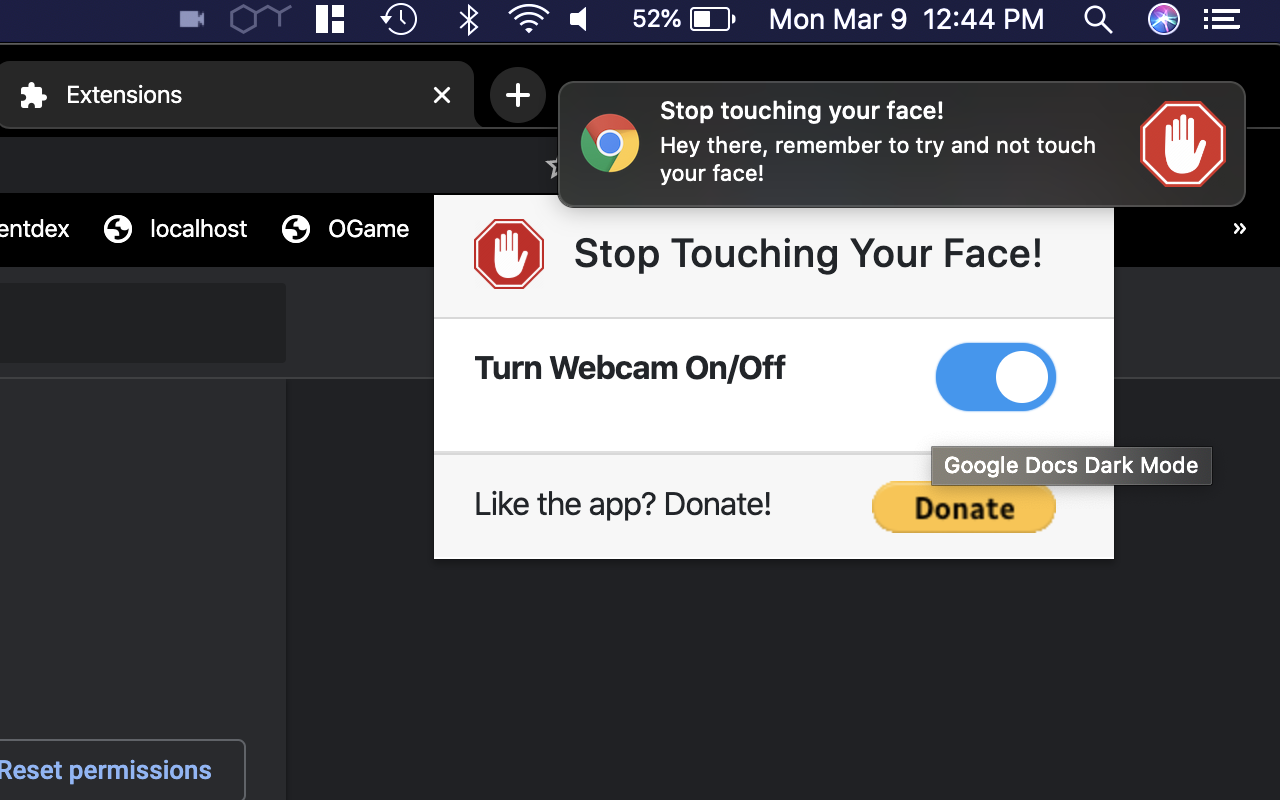 52%
Mon Mar 9 12:44 PM
Extensions
Stop touching your face!
Hey there, remember to try and not touch
your face!
entdex
localhost
OGame
»
Stop Touching Your Face!
Turn Webcam On/Off
Google Docs Dark Mode
Like the app? Donate!
Donate
Reset permissions